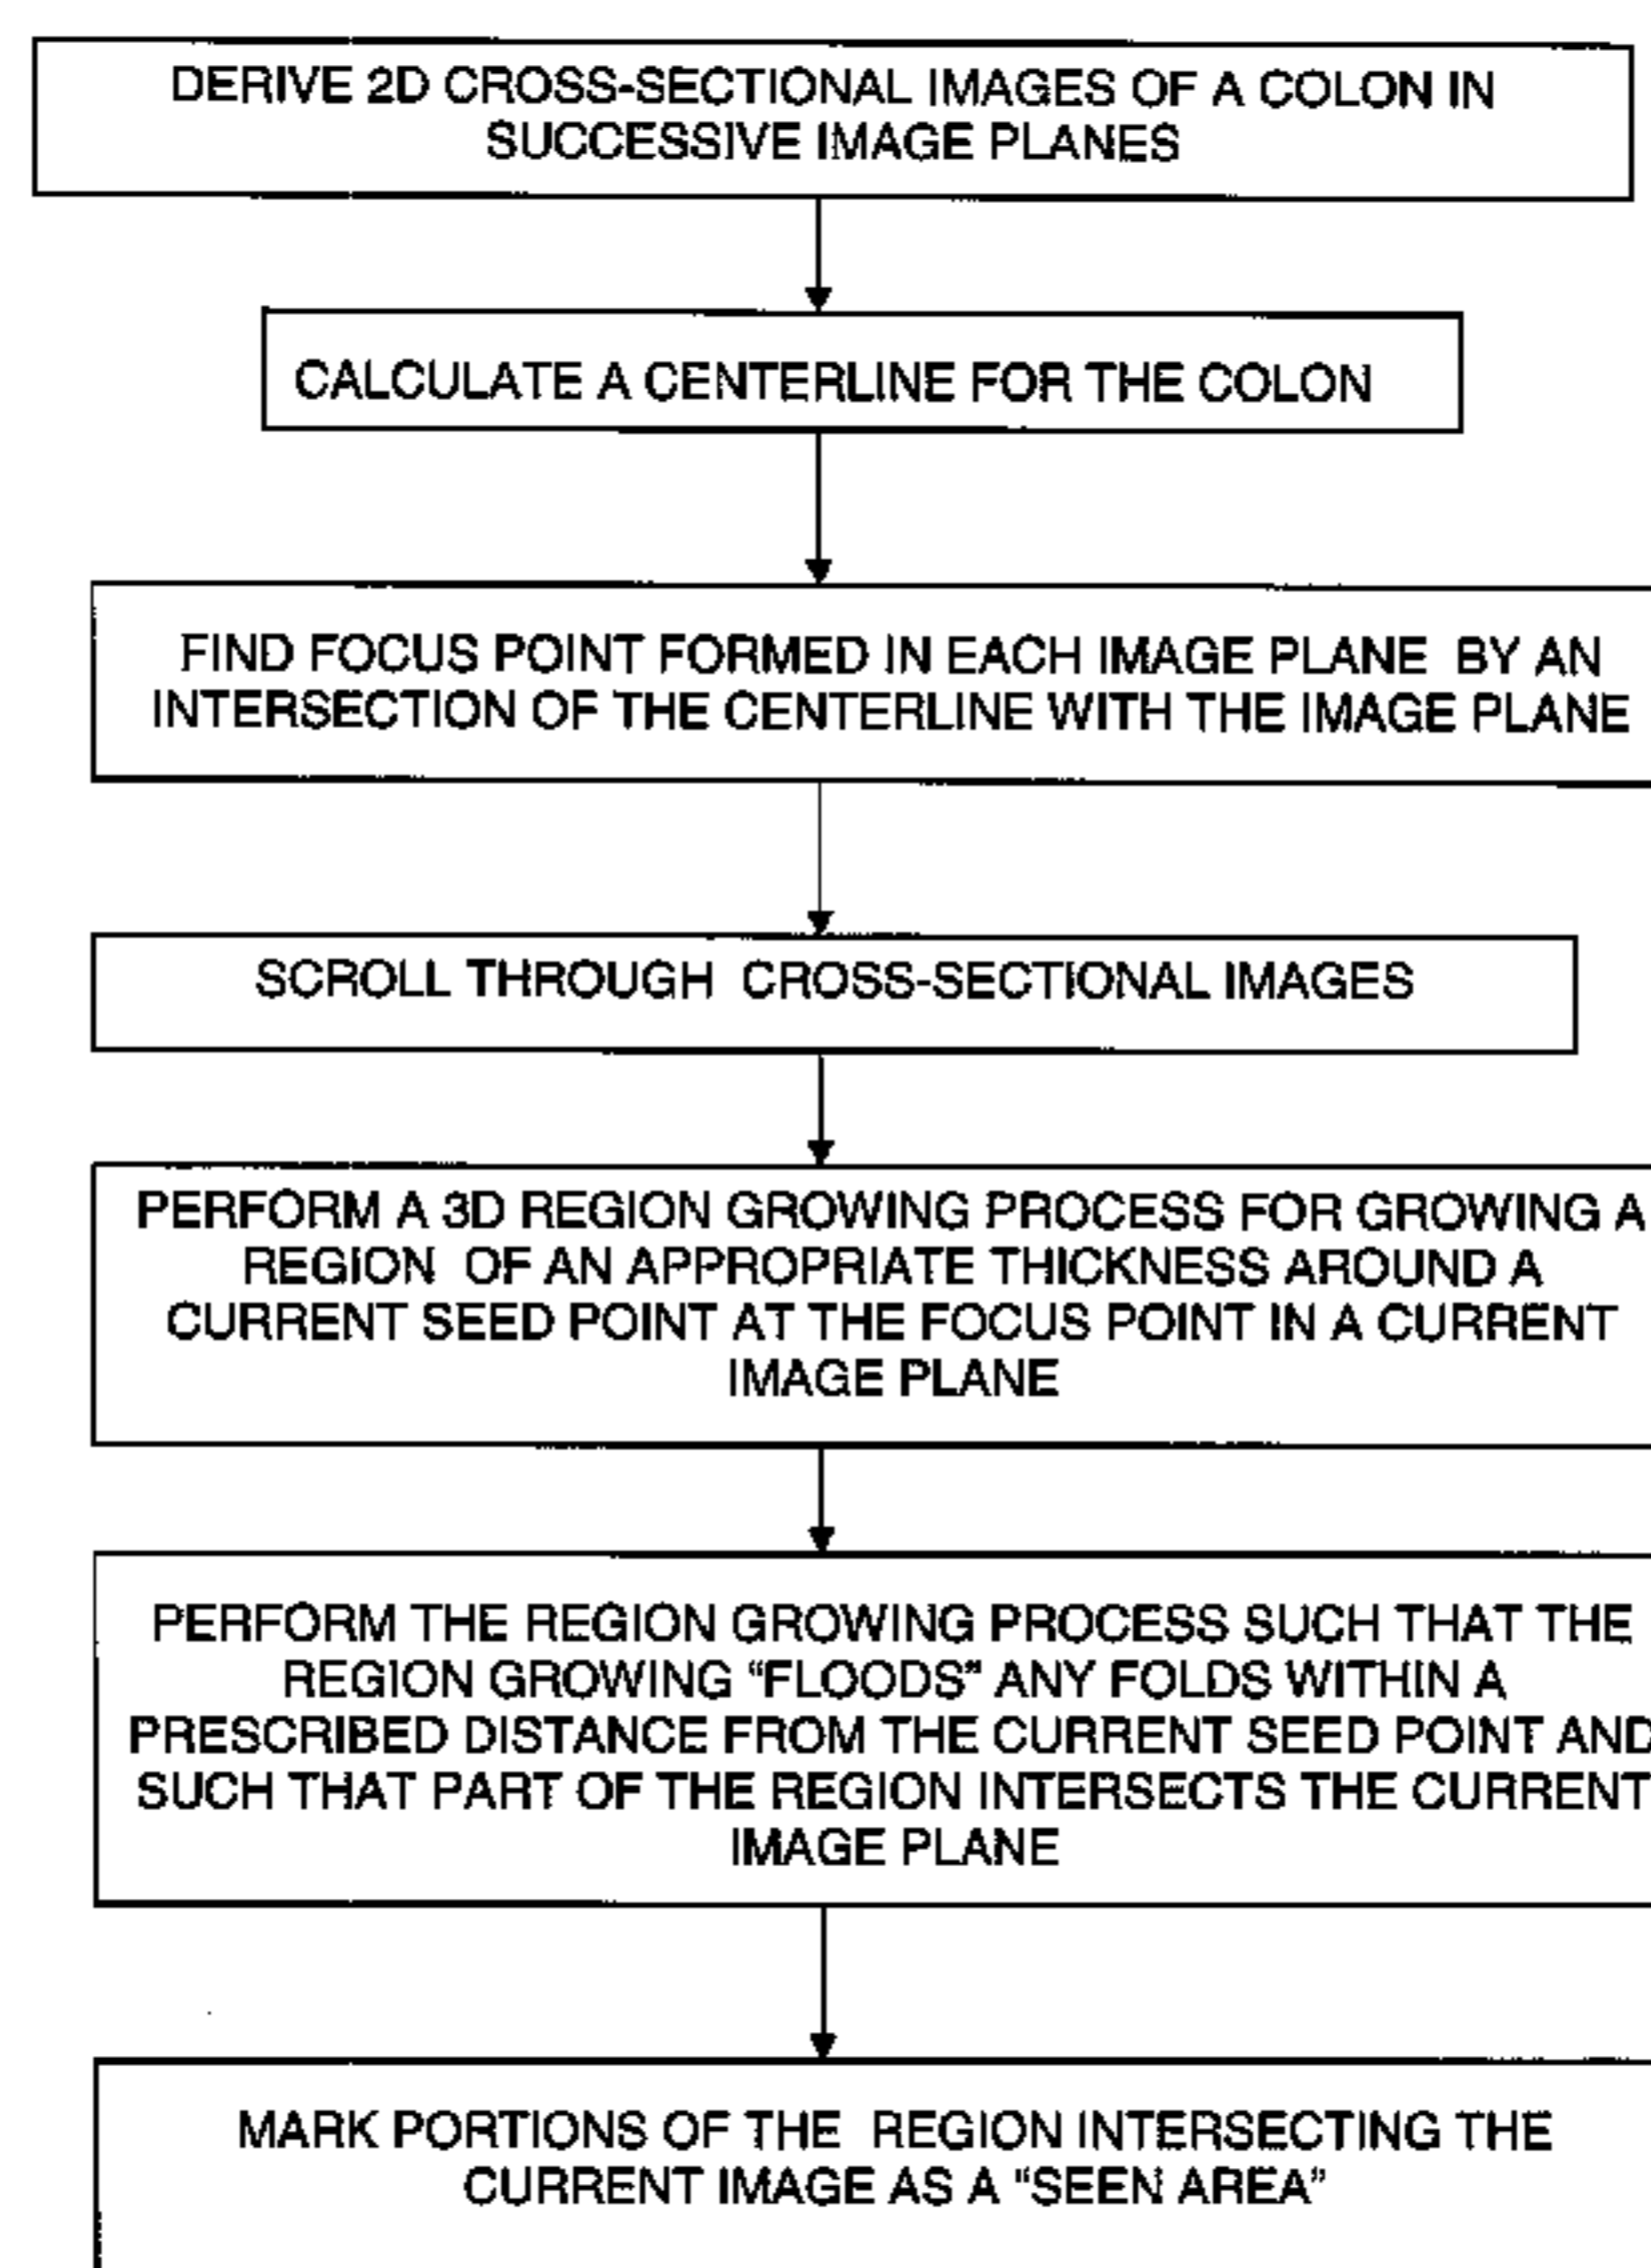 DERIVE 2D CROSS-SECTIONAL IMAGES OF A COLON IN
SUCCESSIVE IMAGE PLANES
CALCULATE A CENTERLINE FOR THE COLON
FIND FOCUS POINT FORMED IN EACH IMAGE PLANE BY AN
INTERSECTION OF THE CENTERLINE WITH THE IMAGE PLANE
SCROLL THROUGH CROSS-SECTIONAL IMAGES
PERFORM A 3D REGION GROWING PROCESS FOR GROWING A
REGION OF AN APPROPRIATE THICKNESS AROUND A
CURRENT SEED POINT AT THE FOCUS POINT IN A CURRENT
IMAGE PLANE
PERFORM THE REGION GROWING PROCESS SUCH THAT THE
REGION GROWING “FLOODS” ANY FOLDS WITHIN A
PRESCRIBED DISTANCE FROM THE CURRENT SEED POINT AND
SUCH THAT PART OF THE REGION INTERSECTS THE CURRENT
IMAGE PLANE
MARK PORTIONS OF THE REGION INTERSECTING THE
CURRENT IMAGE AS A “SEEN AREA”